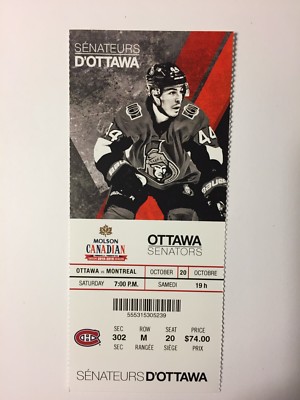 SÉNATEURS
D'OTTAWA
44
44
MOLSON
CANADIAN
OTTAWA
SENATORS
OTTAWA vs MONTREAL OCTOBER 20 OCTOBRE
SATURDAY 7:00 P.M. SAMEDI 19 h
555315305239
SEC ROW SEAT PRICE
302 M 20 $74.00
SEC RANGÉE SIÈGE PRIX
SÉNATEURS D'OTTAWA